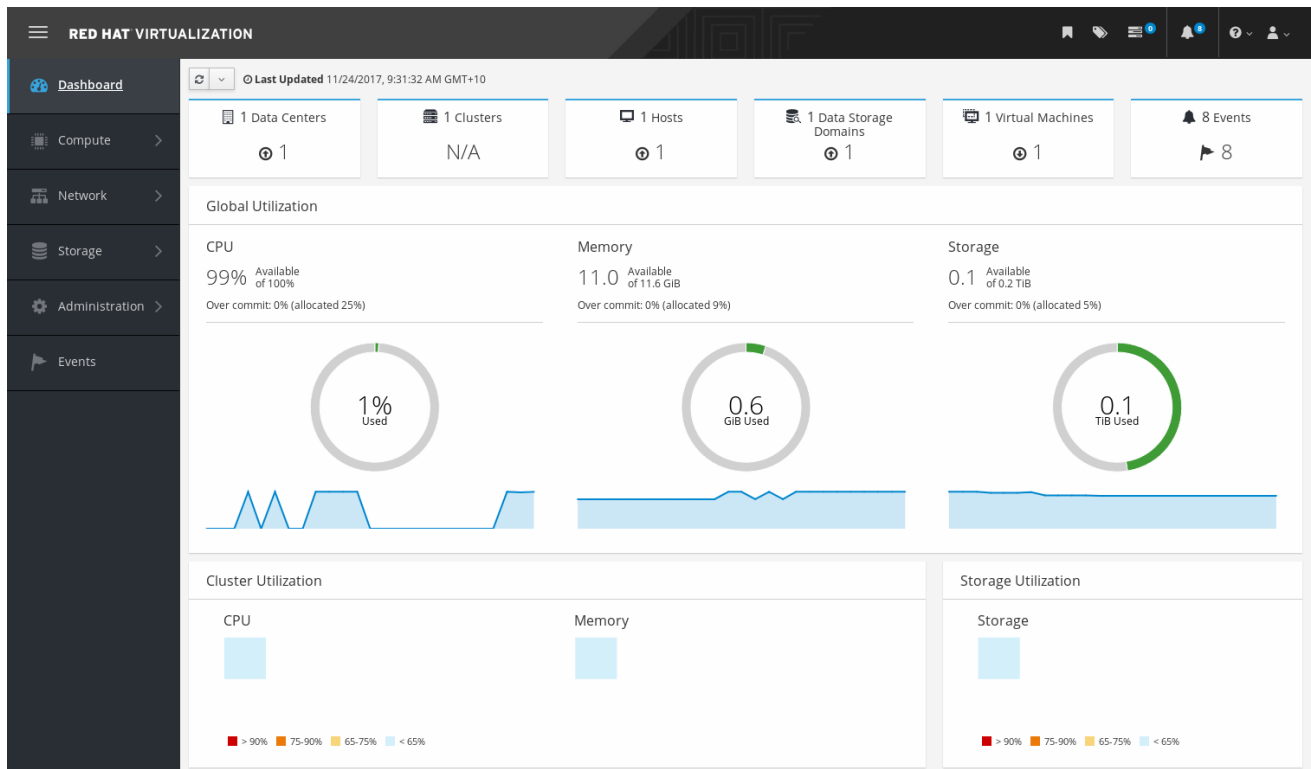 RED HAT VIRTUALIZATION
0
8
Dashboard
Compute
Network
Storage
Administration
Events
Last Updated 11/24/2017, 9:31:32 AM GMT+10
1 Data Centers
1
1 Clusters
N/A
1 Hosts
1
1 Data Storage
Domains
1
1 Virtual Machines
1
8 Events
8
Global Utilization
CPU
99% Available
of 100%
Over commit: 0% (allocated 25%)
1%
Used
Memory
11.0 Available
of 11.6 GiB
Over commit: 0% (allocated 9%)
0.6
GiB Used
Storage
0.1 Available
of 0.2 TiB
Over commit: 0% (allocated 5%)
0.1
TiB Used
Cluster Utilization
CPU
Memory
> 90% 75-90% 65-75% < 65%
Storage Utilization
Storage
> 90% 75-90% 65-75% < 65%